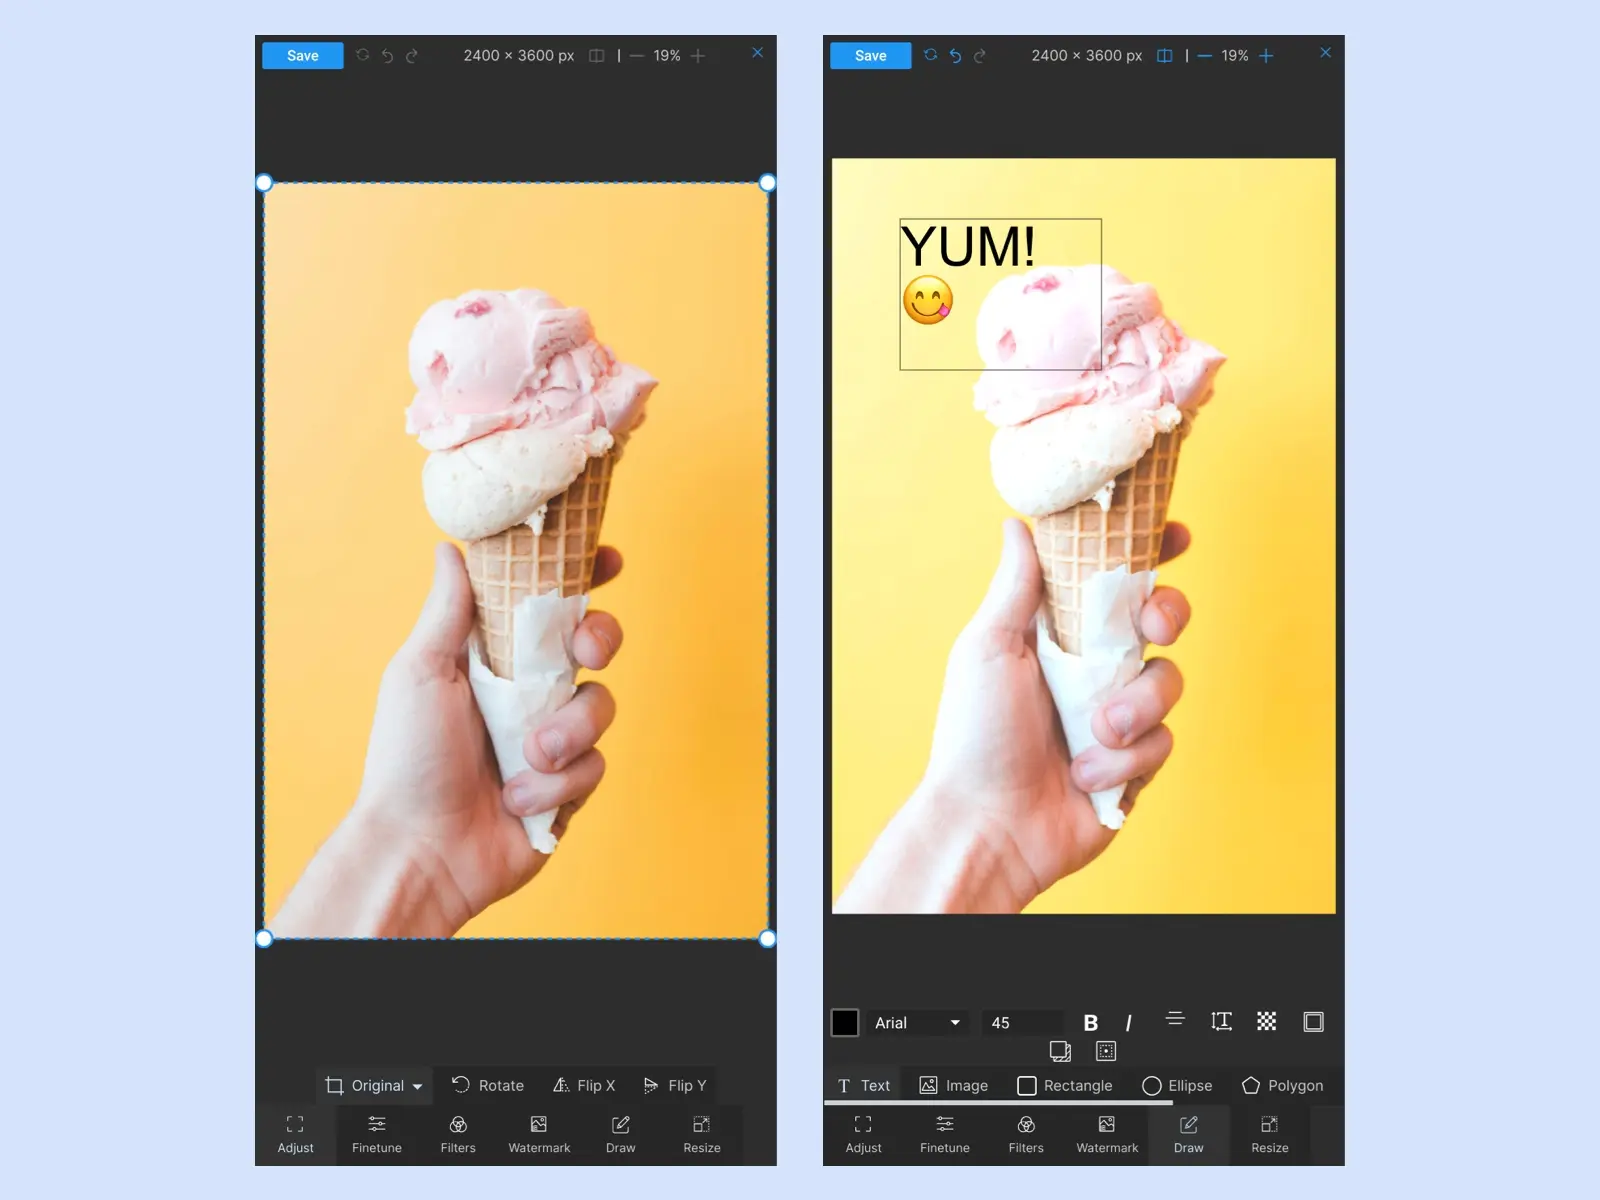 Save 2400 × 3600 px | 19%
Original Rotate Flip X Flip Y
Adjust Finetune Filters Watermark Draw Resize
Save 2400 × 3600 px | 19%
YUM!
😋
Arial 45 B I
T Text Image Rectangle Ellipse Polygon
Adjust Finetune Filters Watermark Draw Resize